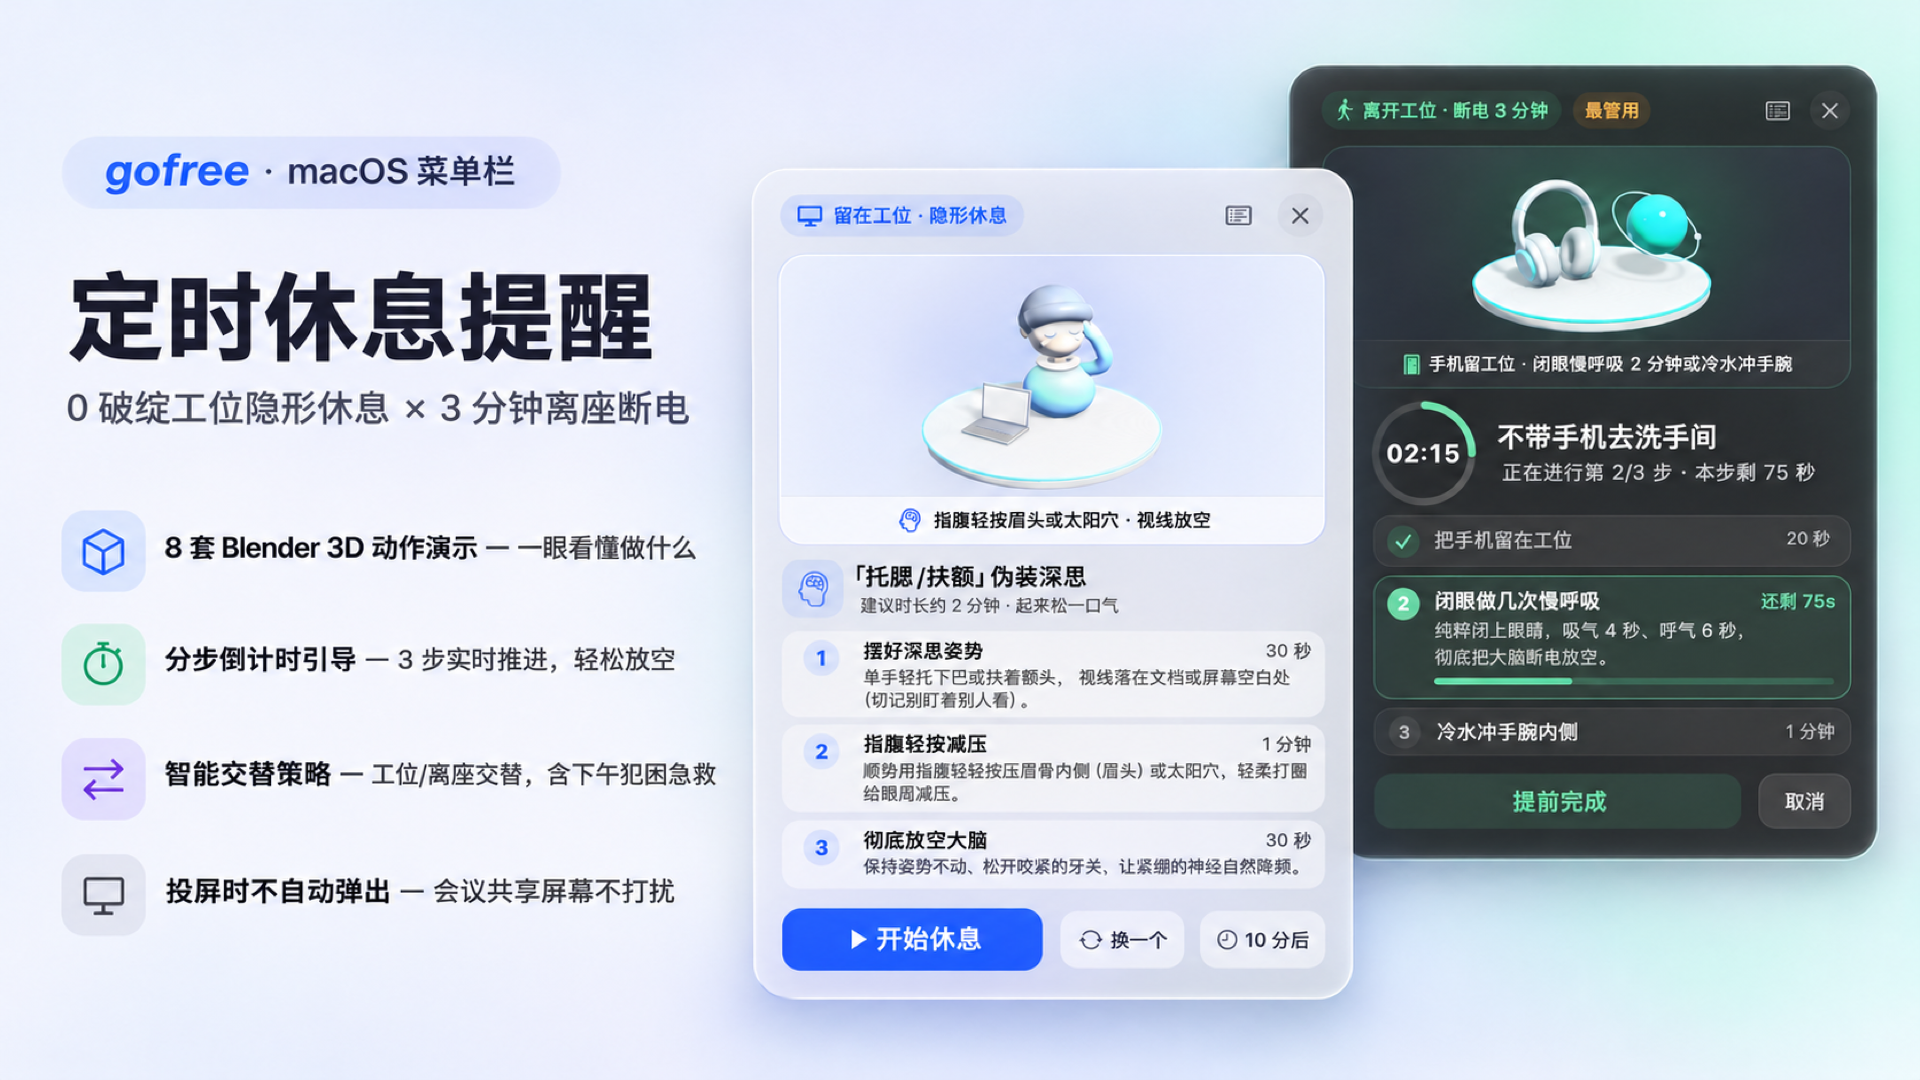 gofree · macOS 菜单栏
定时休息提醒
0 破绽工位隐形休息 × 3 分钟离座断电
8 套 Blender 3D 动作演示 — 一眼看懂做什么
分步倒计时引导 — 3 步实时推进，轻松放空
智能交替策略 — 工位/离座交替，含下午犯困急救
投屏时不自动弹出 — 会议共享屏幕不打扰
留在工位 · 隐形休息
指腹轻按眉头或太阳穴 · 视线放空
「托腮/扶额」伪装深思
建议时长约 2 分钟 · 起来松一口气
1 摆好深思姿势 30 秒
单手轻托下巴或扶着额头， 视线落在文档或屏幕空白处
(切记别盯着别人看) 。
2 指腹轻按减压 1 分钟
顺势用指腹轻轻按压眉骨内侧 (眉头) 或太阳穴，轻柔打圈
给眼周减压。
3 彻底放空大脑 30 秒
保持姿势不动、松开咬紧的牙关、让紧绷的神经自然降频。
开始休息
换一个
10 分后
离开工位 · 断电 3 分钟
最管用
手机留工位 · 闭眼慢呼吸 2 分钟或冷水冲手腕
02:15
不带手机去洗手间
正在进行第 2/3 步 · 本步剩 75 秒
把手机留在工位 20 秒
2 闭眼做几次慢呼吸 还剩 75s
纯粹闭上眼睛，吸气 4 秒、呼气 6 秒，
彻底把大脑断电放空。
3 冷水冲手腕内侧 1 分钟
提前完成
取消